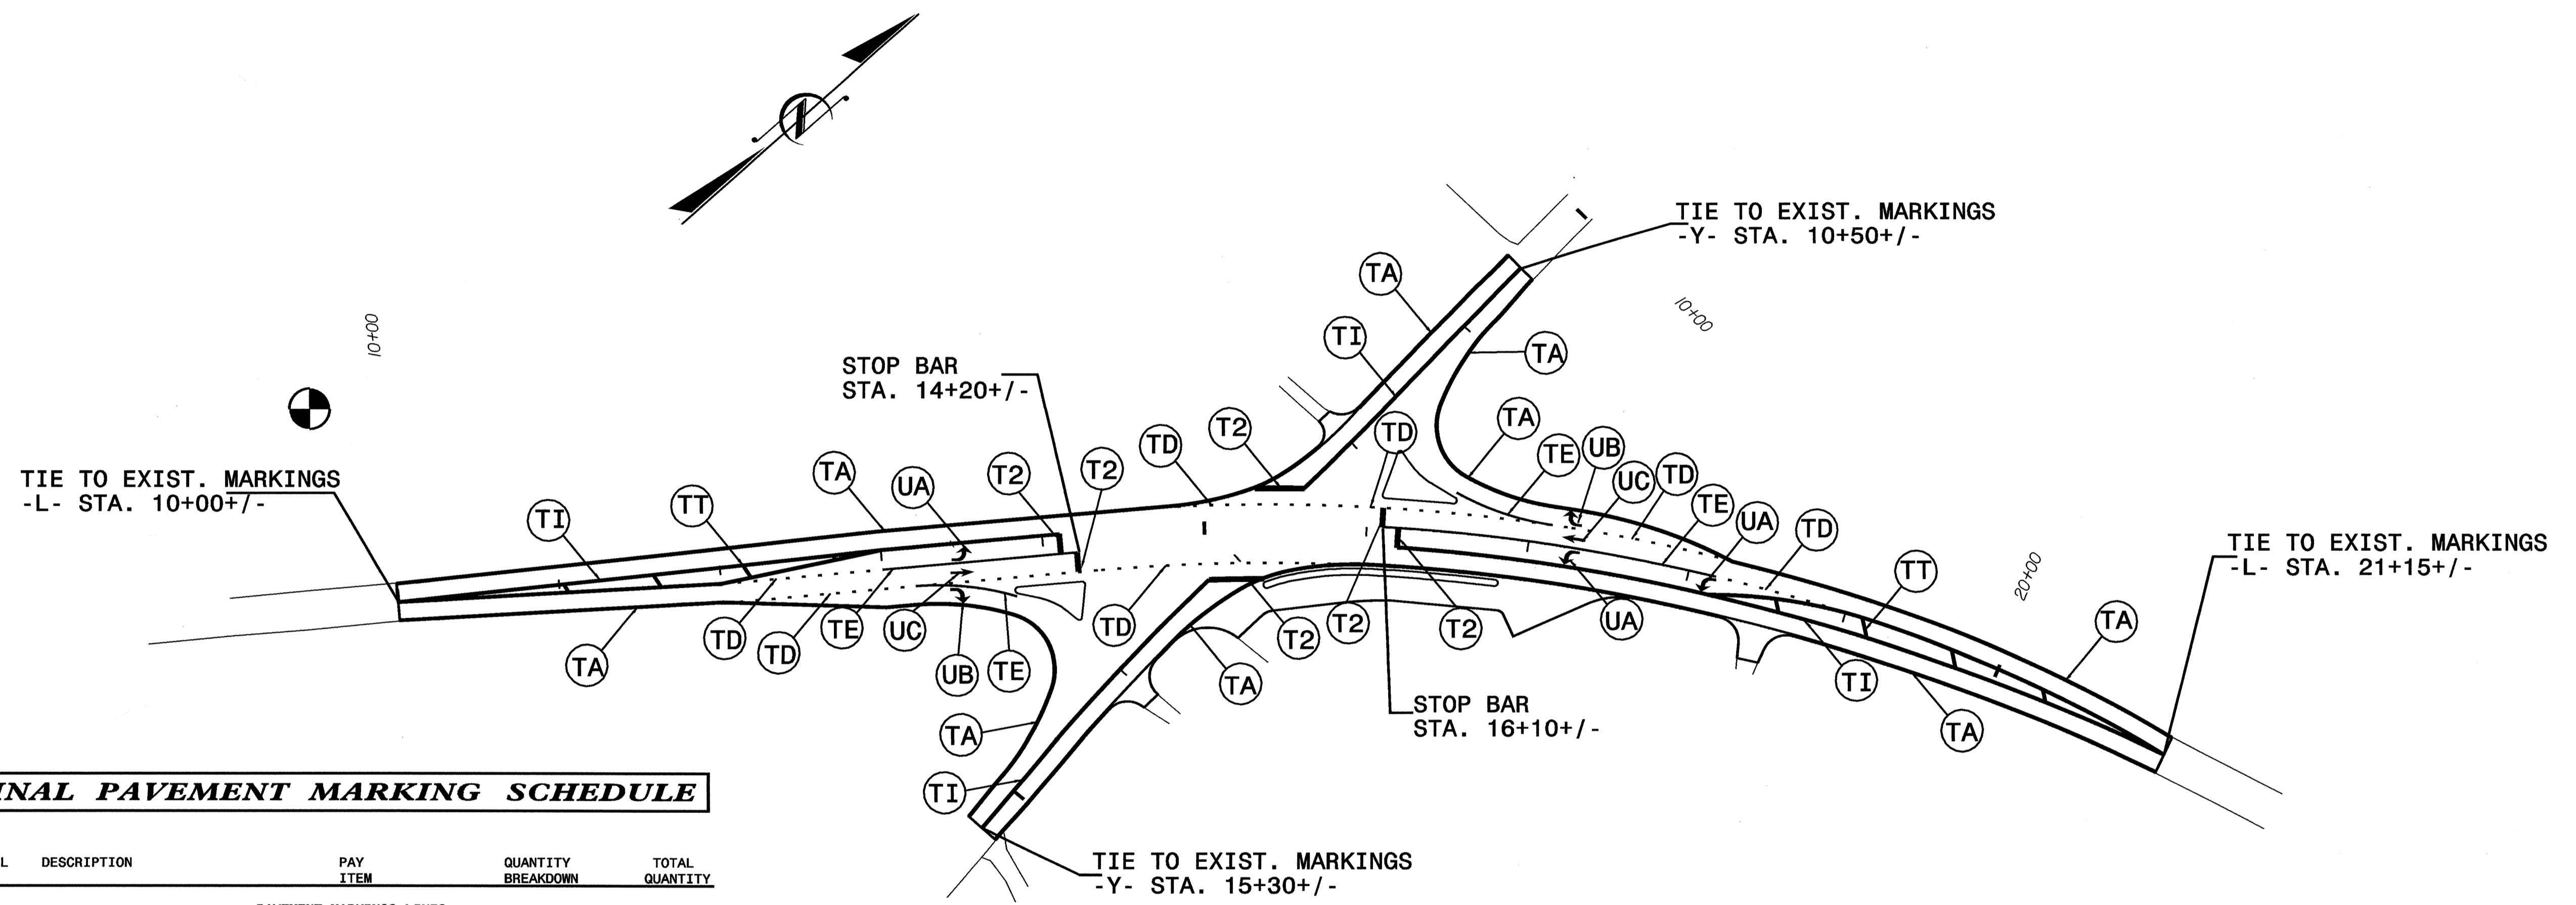 TIE TO EXIST. MARKINGS
-Y- STA. 10+50+/-
TA
TI
10+00
10+00
TA
STOP BAR
STA. 14+20+/-
TA
T2
TD
TD
TE
UB
TA
UA
T2
T2
UC
TD
TE
UA
TD
TIE TO EXIST. MARKINGS
-L- STA. 10+00+/-
TI
TT
TT
20+00
TIE TO EXIST. MARKINGS
-L- STA. 21+15+/-
TA
TD
TD
TE
UC
UB
TE
TD
T2
T2
T2
UA
TA
TA
TI
TA
TA
STOP BAR
STA. 16+10+/-
TI
INAL PAVEMENT MARKING SCHEDULE
TIE TO EXIST. MARKINGS
-Y- STA. 15+30+/-
L DESCRIPTION PAY QUANTITY TOTAL
ITEM BREAKDOWN QUANTITY